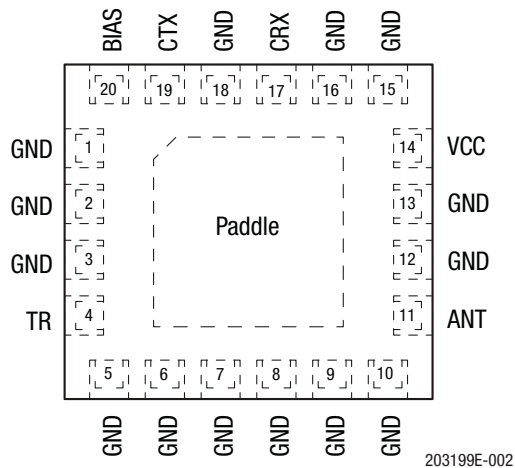 BIAS CTX GND CRX GND GND
20 19 18 17 16 15
GND 1 14 VCC
GND 2 Paddle 13 GND
GND 3 12 GND
TR 4 11 ANT
5 6 7 8 9 10
GND GND GND GND GND GND
203199E-002